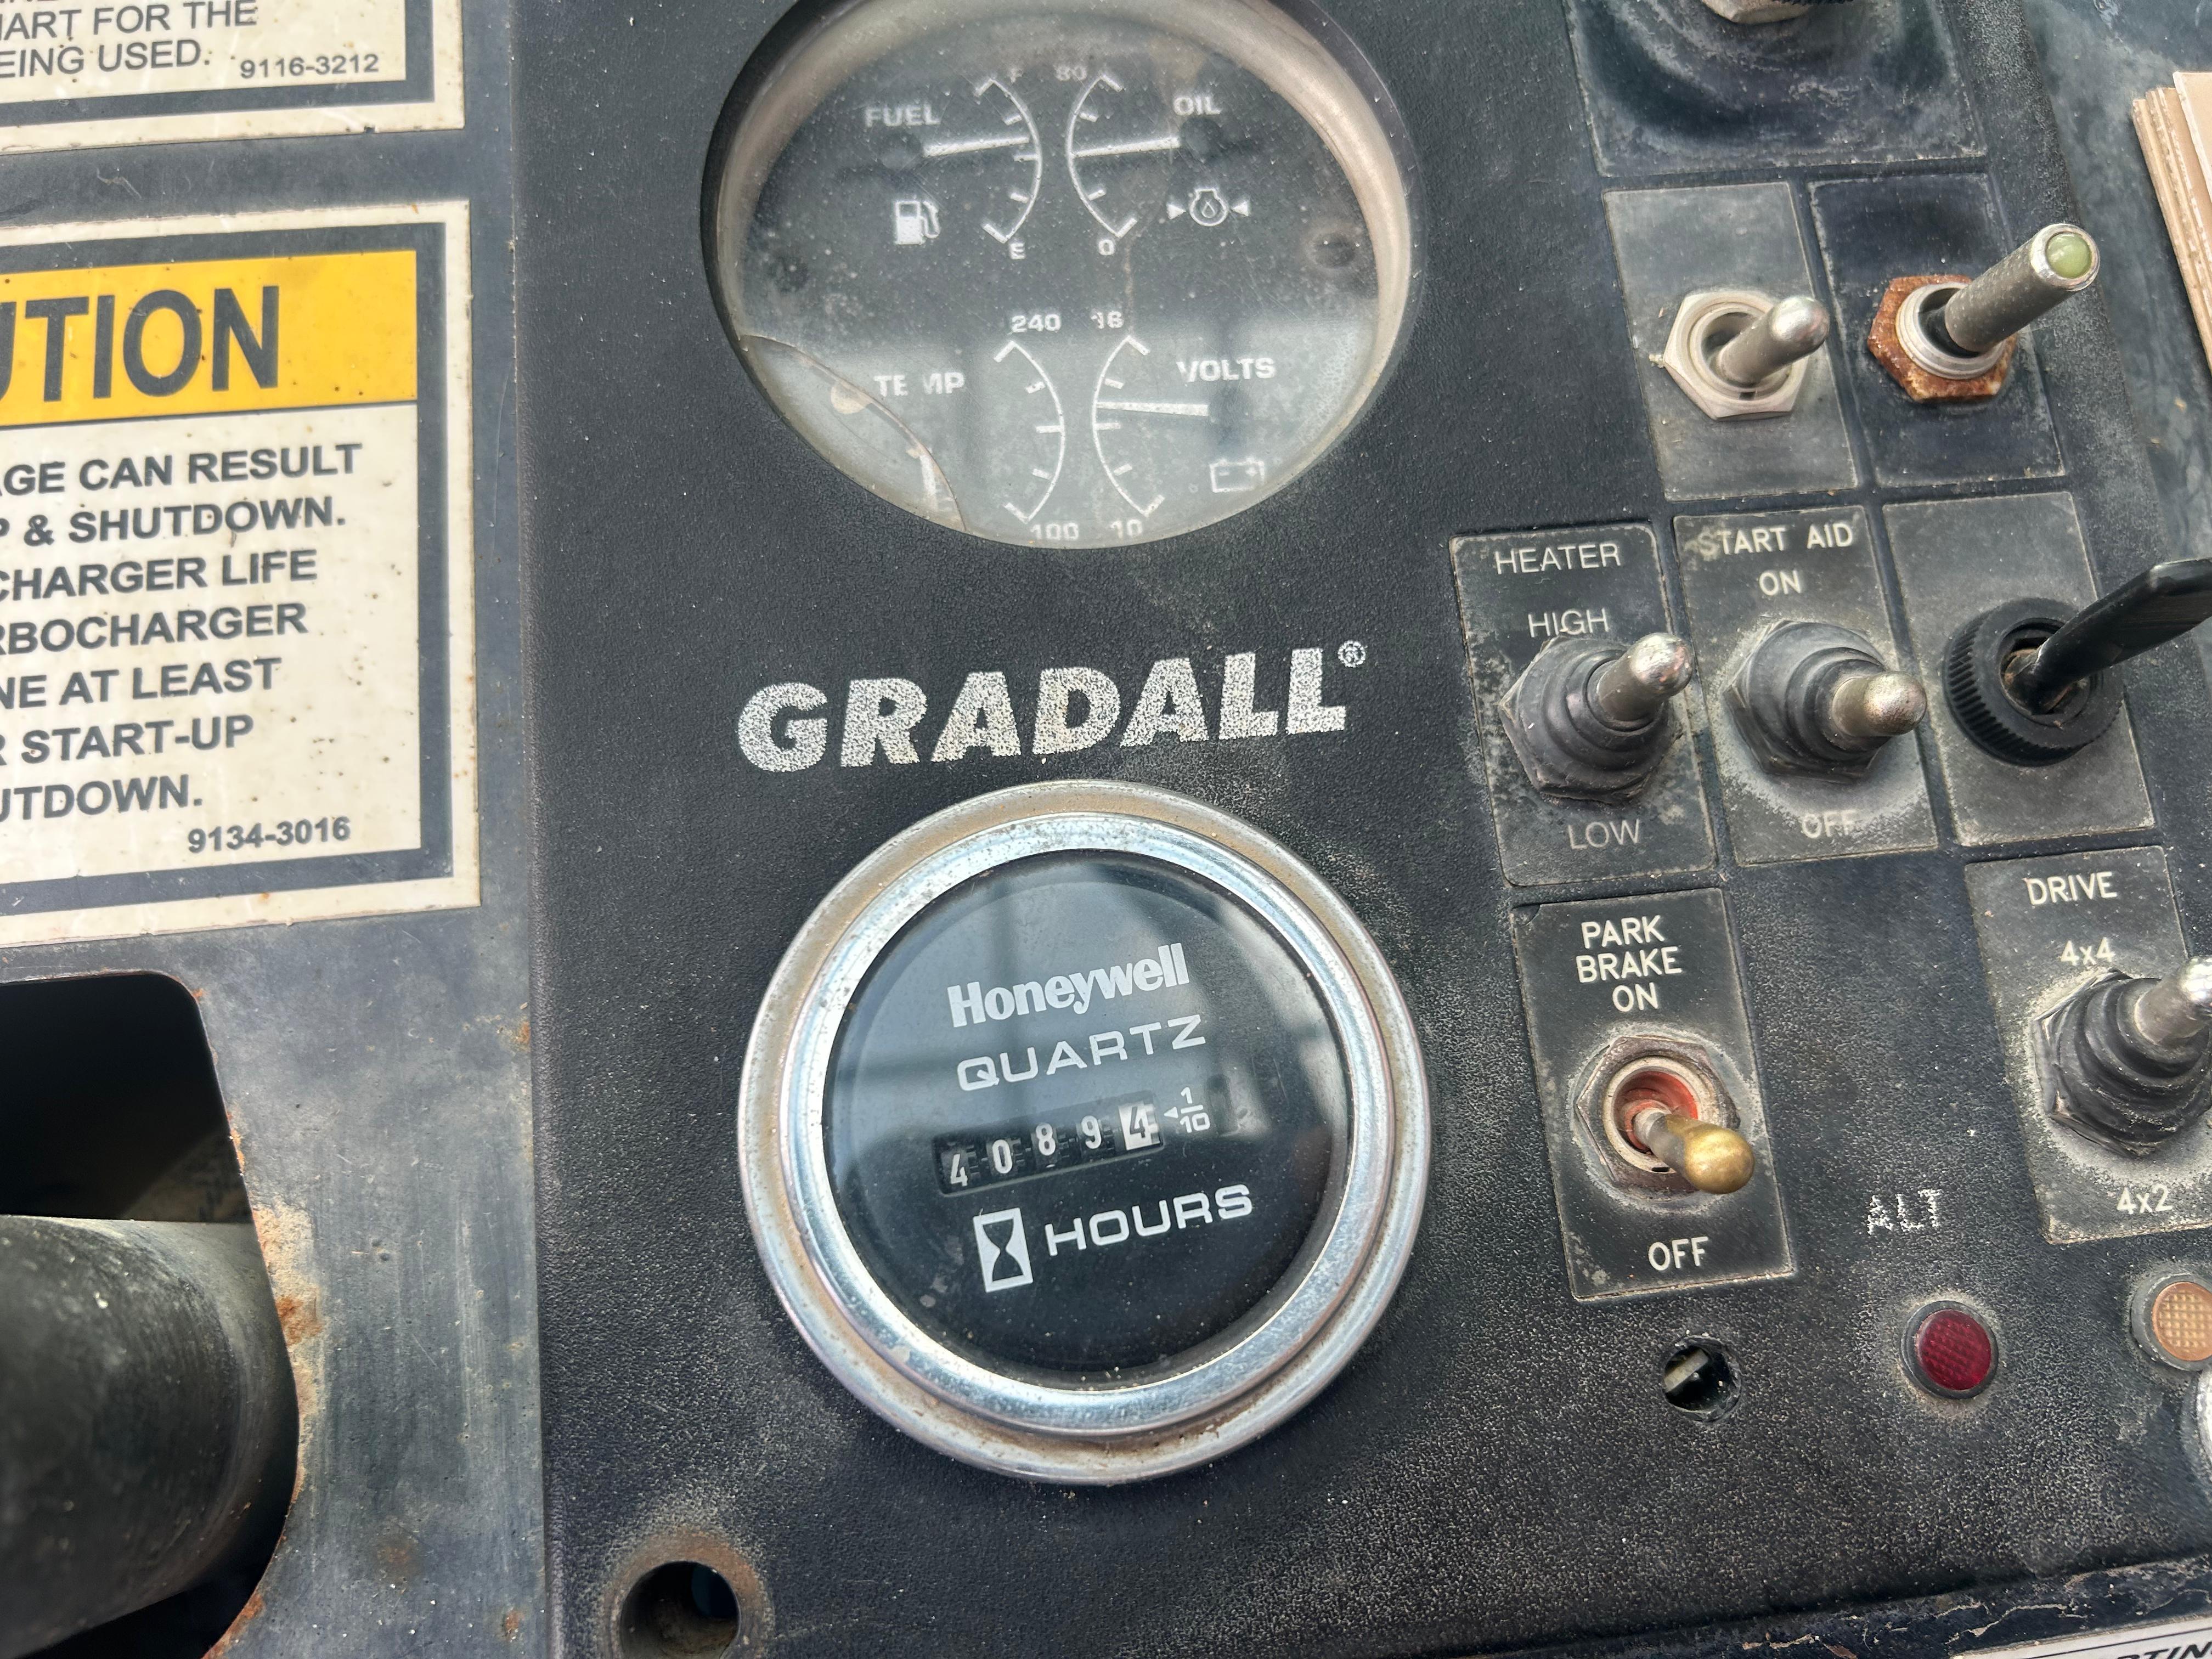 HART FOR THE
EING USED.
9116-3212
UTION
AGE CAN RESULT
P & SHUTDOWN.
CHARGER LIFE
RBOCHARGER
NE AT LEAST
R START-UP
UTDOWN.
9134-3016
F 80
FUEL OIL
E 0
240 16
TEMP VOLTS
100 10
GRADALL®
Honeywell
QUARTZ
4 0 8 9 4 1/10
HOURS
HEATER
HIGH
LOW
START AID
ON
OFF
PARK
BRAKE
ON
OFF
DRIVE
4x4
4x2
ALT